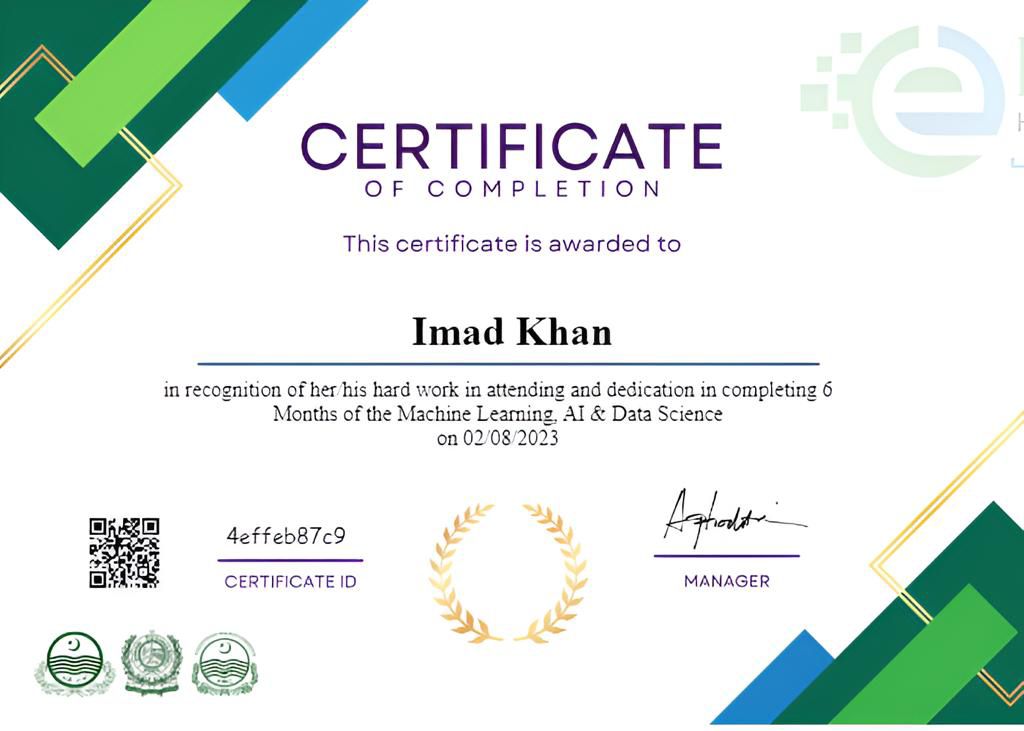 CERTIFICATE
OF COMPLETION
This certificate is awarded to
Imad Khan
in recognition of her/his hard work in attending and dedication in completing 6
Months of the Machine Learning, AI & Data Science
on 02/08/2023
4effeb87c9
CERTIFICATE ID
MANAGER